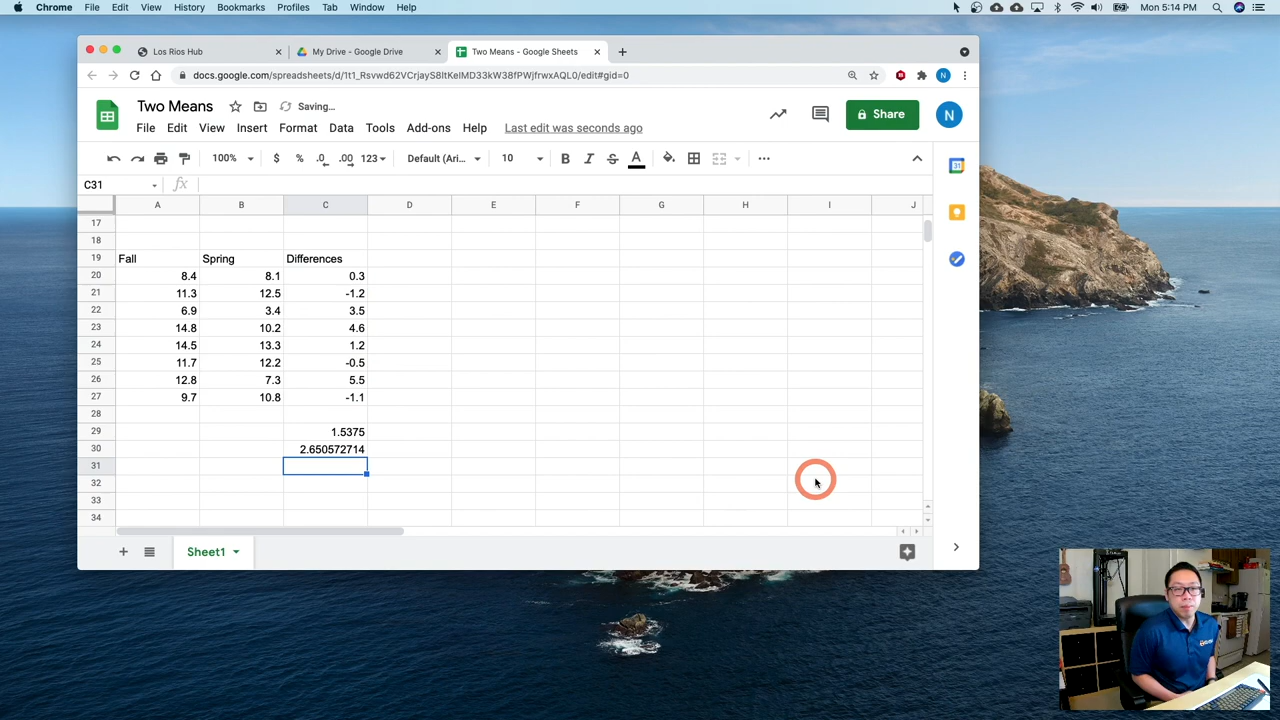 Chrome File Edit View History Bookmarks Profiles Tab Window Help Mon 5:14 PM
Los Rios Hub × My Drive - Google Drive × Two Means - Google Sheets × +
docs.google.com/spreadsheets/d/1t1_Rsvwd62VCrjayS8ltKeIMD33kW38fPWjfrwxAQL0/edit#gid=0 N
Two Means Saving...
File Edit View Insert Format Data Tools Add-ons Help Last edit was seconds ago
Share N
100% $ % .0 .00 123 Default (Ari... 10 B I S A
31
C31 fx
A B C D E F G H I J
17
18
19 Fall Spring Differences
20 8.4 8.1 0.3
21 11.3 12.5 -1.2
22 6.9 3.4 3.5
23 14.8 10.2 4.6
24 14.5 13.3 1.2
25 11.7 12.2 -0.5
26 12.8 7.3 5.5
27 9.7 10.8 -1.1
28
29 1.5375
30 2.650572714
31
32
33
34
+ Sheet1